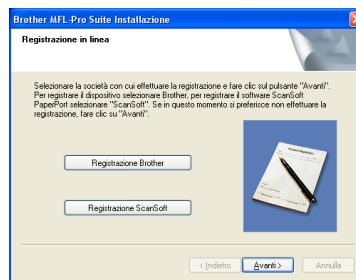 Brother MFL-Pro Suite Installazione
Registrazione in linea
Selezionare la società con cui effettuare la registrazione e fare clic sul pulsante "Avanti".
Per registrare il dispositivo selezionare Brother, per registrare il software ScanSoft
PaperPort selezionare "ScanSoft". Se in questo momento si preferisce non effettuare la
registrazione, fare clic su "Avanti".
Registrazione Brother
Registrazione ScanSoft
< Indietro Avanti > Annulla